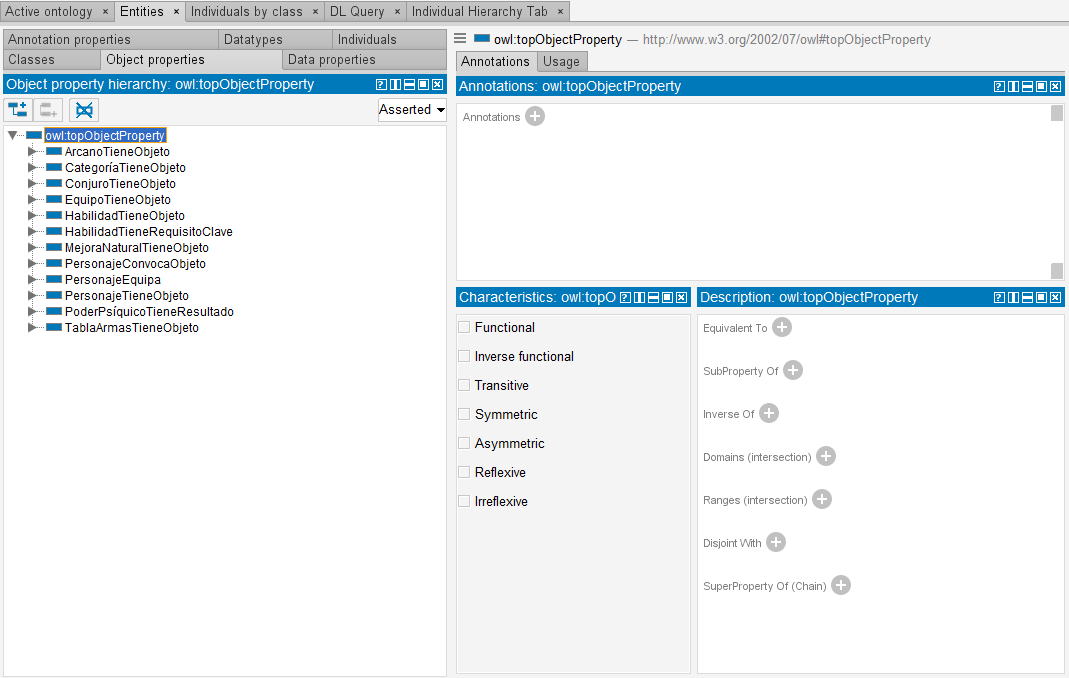 Active ontology × Entities × Individuals by class × DL Query × Individual Hierarchy Tab ×
Annotation properties Datatypes Individuals
Classes Object properties Data properties
Object property hierarchy: owl:topObjectProperty
Asserted
owl:topObjectProperty
ArcanoTieneObjeto
CategoríaTieneObjeto
ConjuroTieneObjeto
EquipoTieneObjeto
HabilidadTieneObjeto
HabilidadTieneRequisitoClave
MejoraNaturalTieneObjeto
PersonajeConvocaObjeto
PersonajeEquipa
PersonajeTieneObjeto
PoderPsíquicoTieneResultado
TablaArmasTieneObjeto
owl:topObjectProperty — http://www.w3.org/2002/07/owl#topObjectProperty
Annotations Usage
Annotations: owl:topObjectProperty
Annotations
Characteristics: owl:topO
Functional
Inverse functional
Transitive
Symmetric
Asymmetric
Reflexive
Irreflexive
Description: owl:topObjectProperty
Equivalent To
SubProperty Of
Inverse Of
Domains (intersection)
Ranges (intersection)
Disjoint With
SuperProperty Of (Chain)